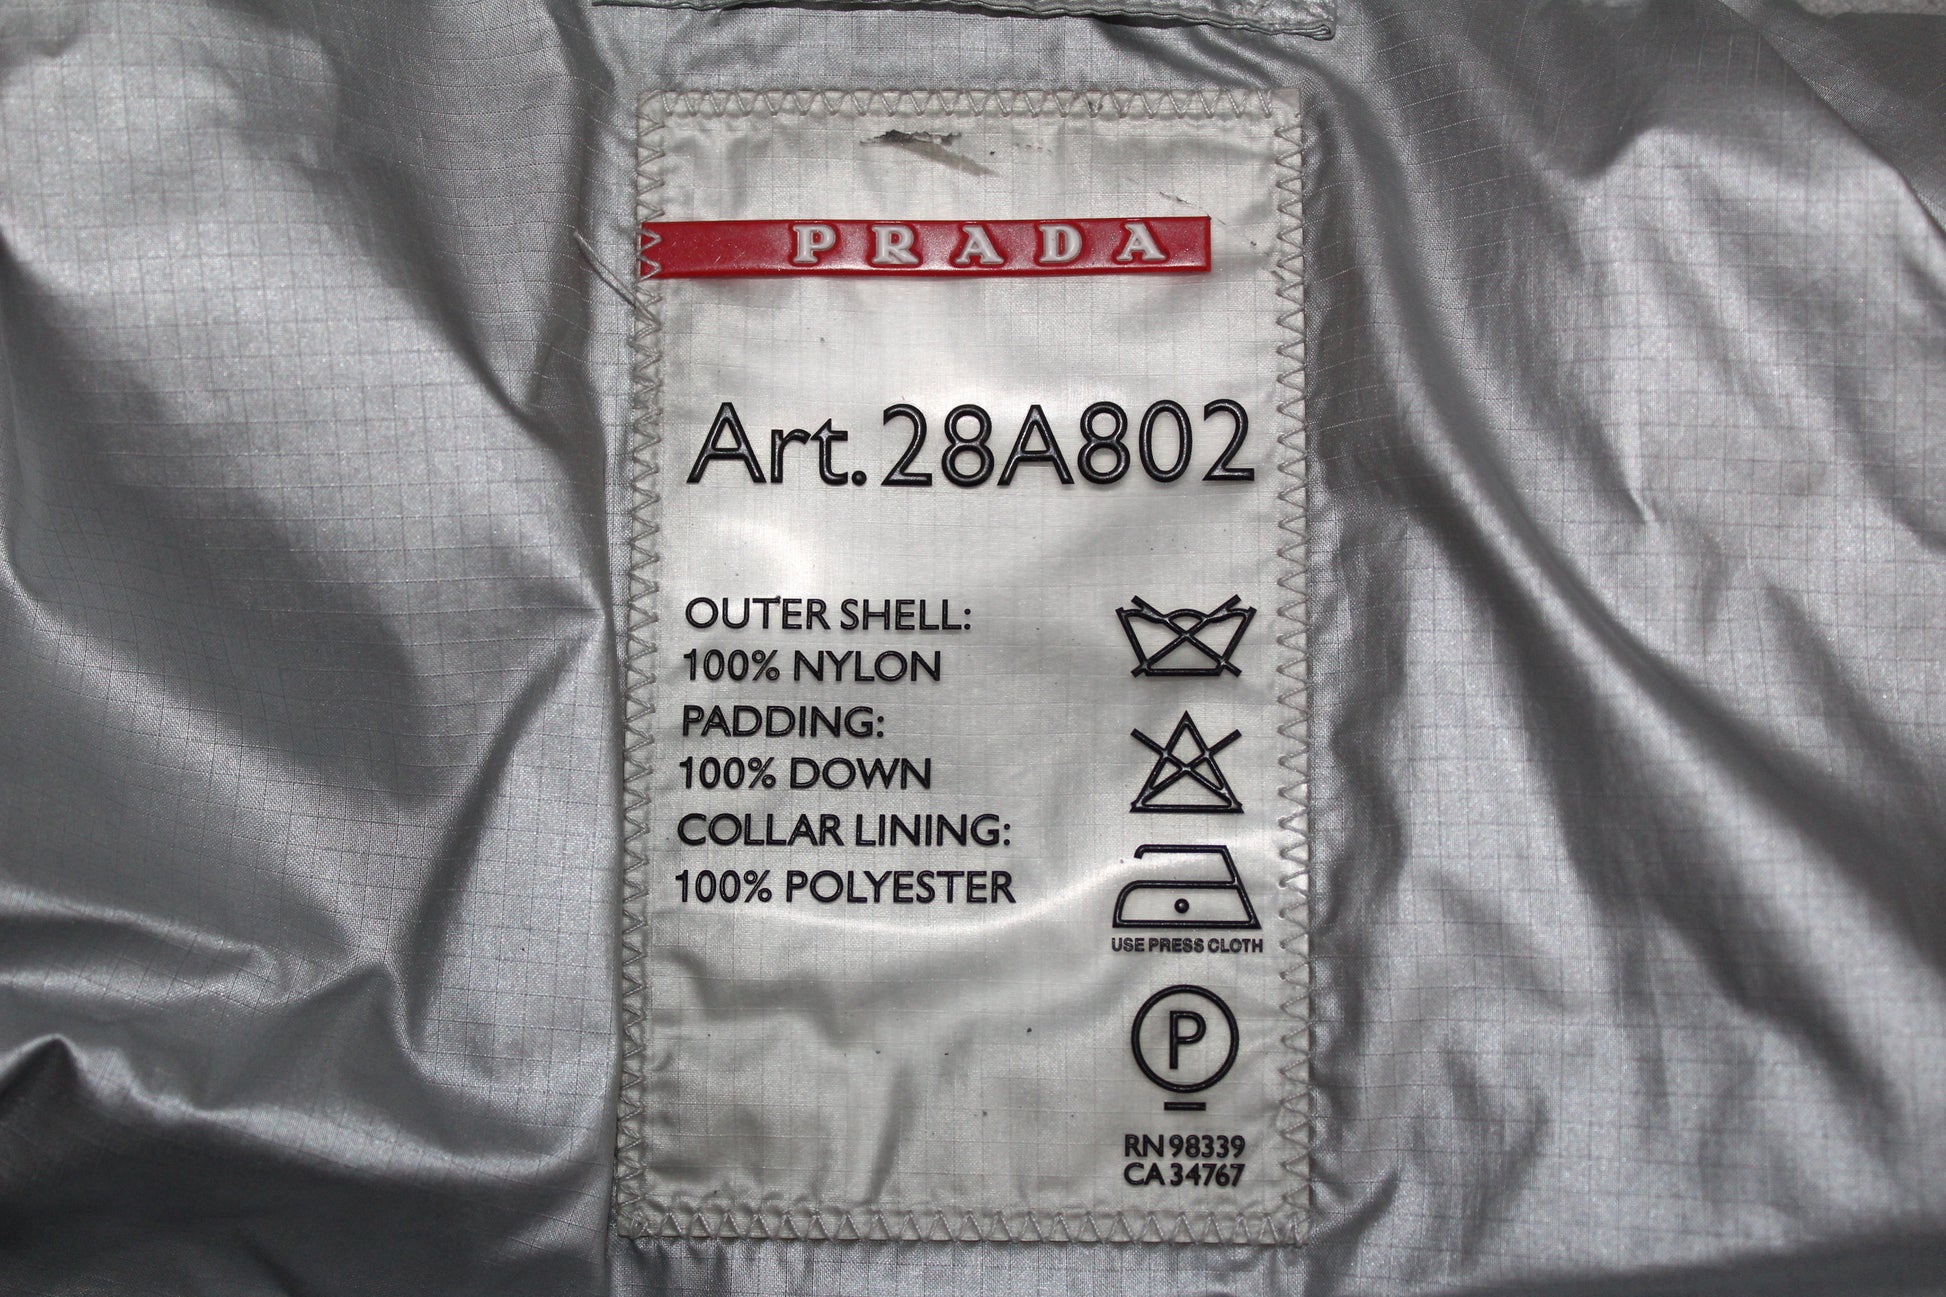 PRADA
Art. 28A802
OUTER SHELL:
100% NYLON
PADDING:
100% DOWN
COLLAR LINING:
100% POLYESTER
USE PRESS CLOTH
P
RN 98339
CA 34767